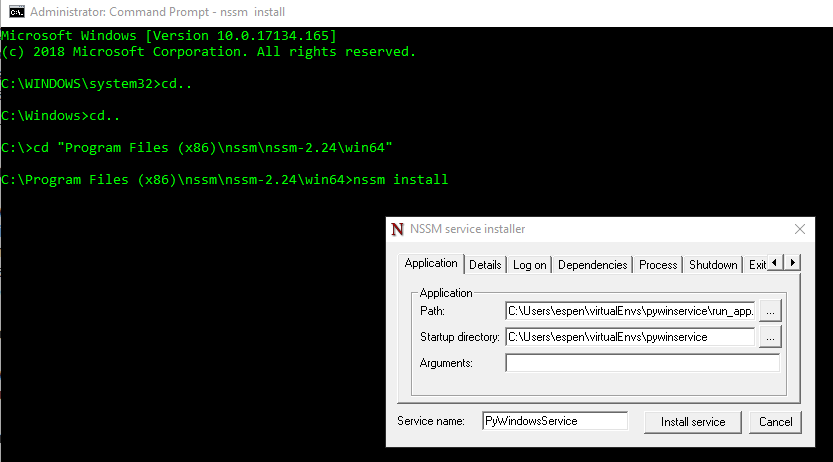 Administrator: Command Prompt - nssm install
Microsoft Windows [Version 10.0.17134.165]
(c) 2018 Microsoft Corporation. All rights reserved.
C:\WINDOWS\system32>cd..
C:\Windows>cd..
C:\>cd "Program Files (x86)\nssm\nssm-2.24\win64"
C:\Program Files (x86)\nssm\nssm-2.24\win64>nssm install
NSSM service installer
Application Details Log on Dependencies Process Shutdown Exit
Application
Path: C:\Users\espen\virtualEnvs\pywinservice\run_app.
...
Startup directory: C:\Users\espen\virtualEnvs\pywinservice
...
Arguments:
Service name: PyWindowsService Install service Cancel